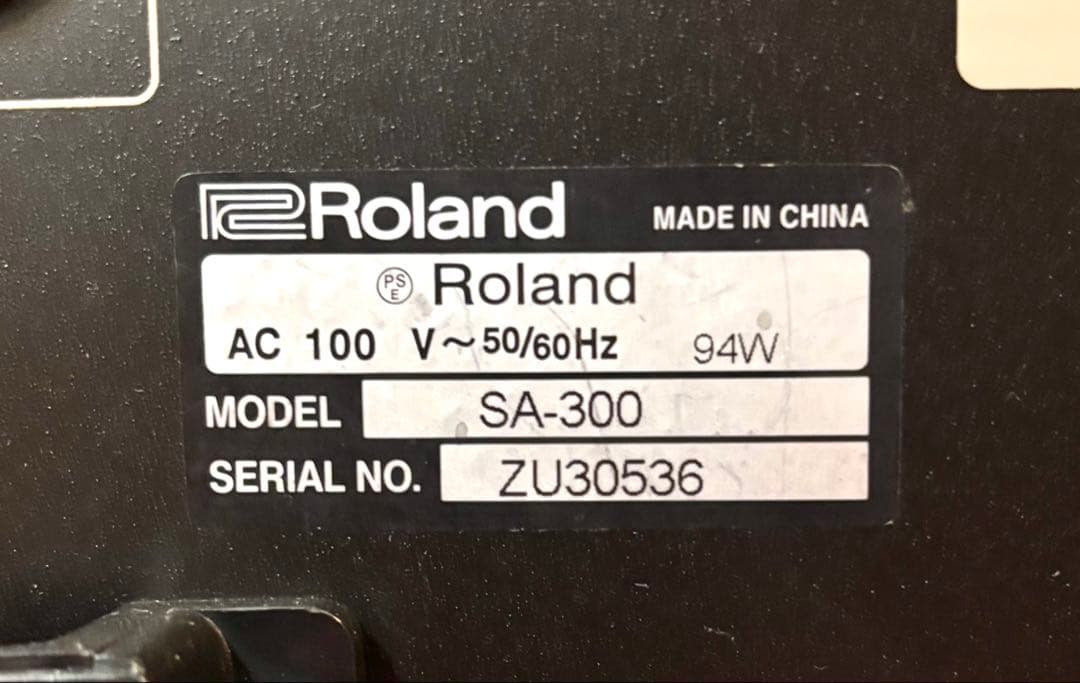 Roland MADE IN CHINA
PS E Roland
AC 100 V~50/60Hz 94W
MODEL SA-300
SERIAL NO. ZU30536